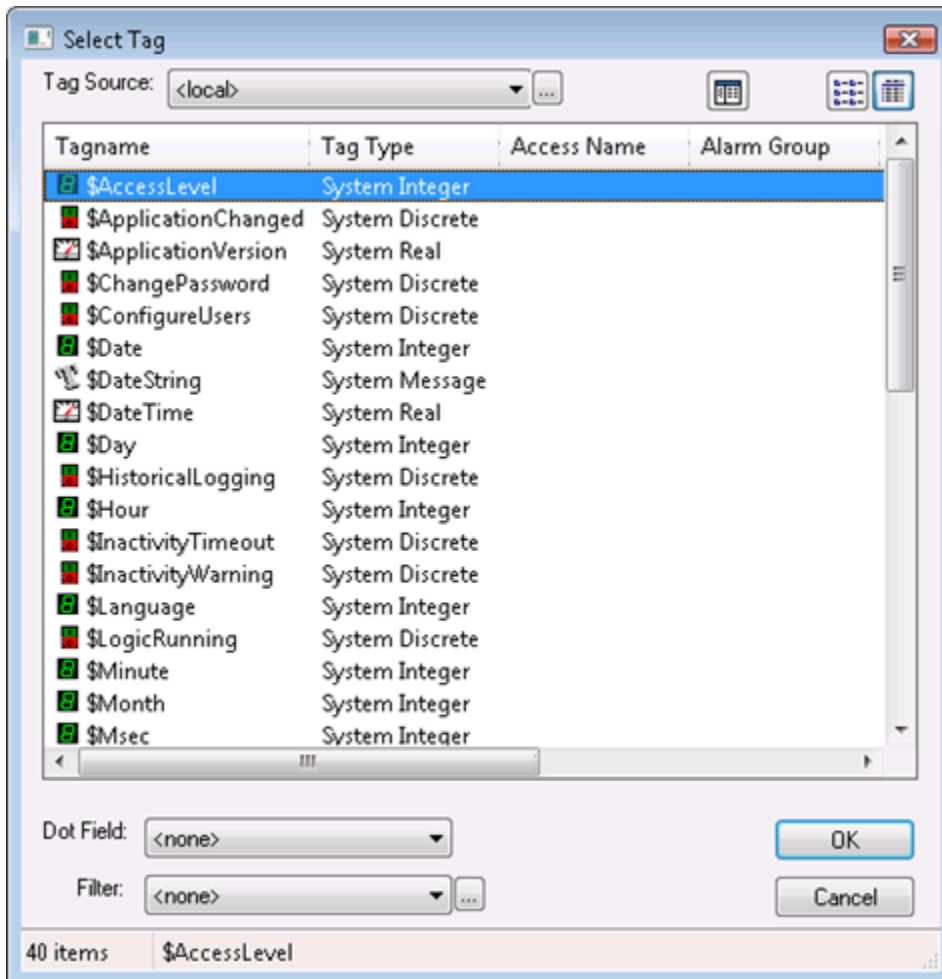 Select Tag
Tag Source: <local> ...
Tagname Tag Type Access Name Alarm Group
$AccessLevel System Integer
$ApplicationChanged System Discrete
$ApplicationVersion System Real
$ChangePassword System Discrete
$ConfigureUsers System Discrete
$Date System Integer
$DateString System Message
$DateTime System Real
$Day System Integer
$HistoricalLogging System Discrete
$Hour System Integer
$InactivityTimeout System Discrete
$InactivityWarning System Discrete
$Language System Integer
$LogicRunning System Discrete
$Minute System Integer
$Month System Integer
$Msec System Integer
Dot Field: <none> OK
Filter: <none> ... Cancel
40 items $AccessLevel